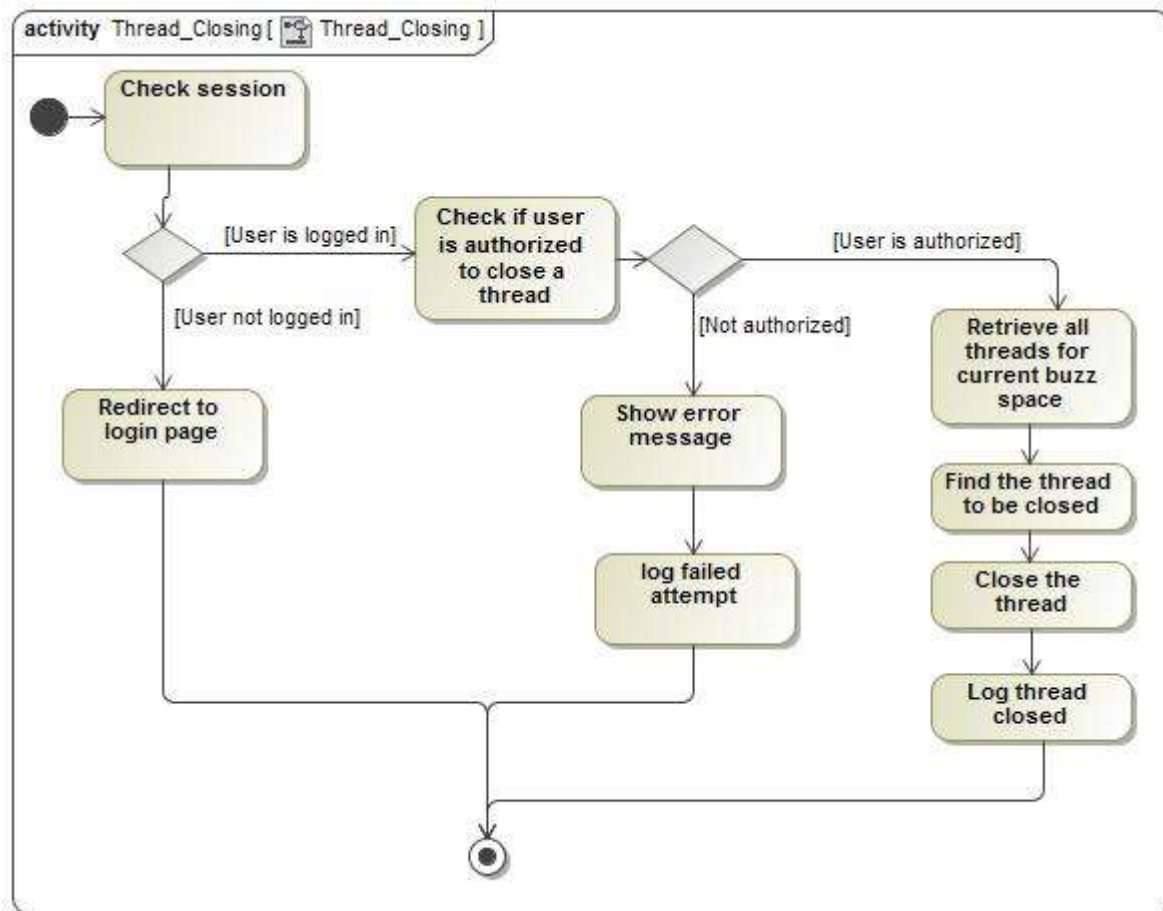 activity Thread_Closing [ Thread_Closing ]
Check session
[User is logged in]
Check if user
is authorized
to close a
thread
[User is authorized]
[User not logged in]
[Not authorized]
Retrieve all
threads for
current buzz
space
Redirect to
login page
Show error
message
Find the thread
to be closed
log failed
attempt
Close the
thread
Log thread
closed